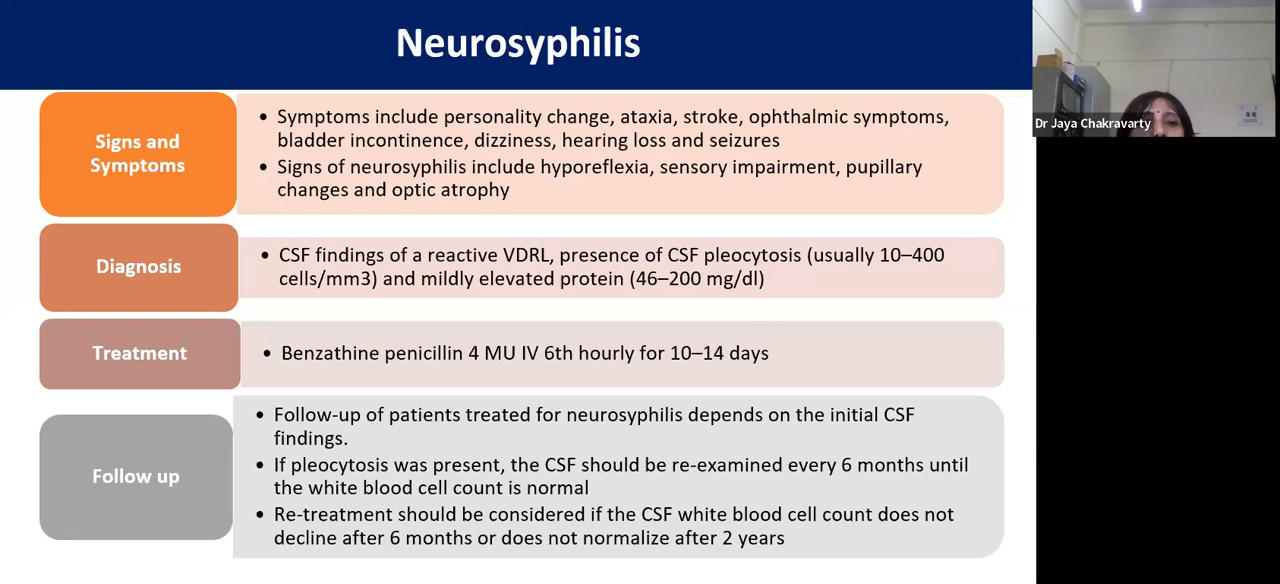 Neurosyphilis
Dr Jaya Chakravarty
Signs and
Symptoms
• Symptoms include personality change, ataxia, stroke, ophthalmic symptoms,
bladder incontinence, dizziness, hearing loss and seizures
• Signs of neurosyphilis include hyporeflexia, sensory impairment, pupillary
changes and optic atrophy
Diagnosis
• CSF findings of a reactive VDRL, presence of CSF pleocytosis (usually 10–400
cells/mm3) and mildly elevated protein (46–200 mg/dl)
Treatment
• Benzathine penicillin 4 MU IV 6th hourly for 10–14 days
Follow up
• Follow-up of patients treated for neurosyphilis depends on the initial CSF
findings.
• If pleocytosis was present, the CSF should be re-examined every 6 months until
the white blood cell count is normal
• Re-treatment should be considered if the CSF white blood cell count does not
decline after 6 months or does not normalize after 2 years